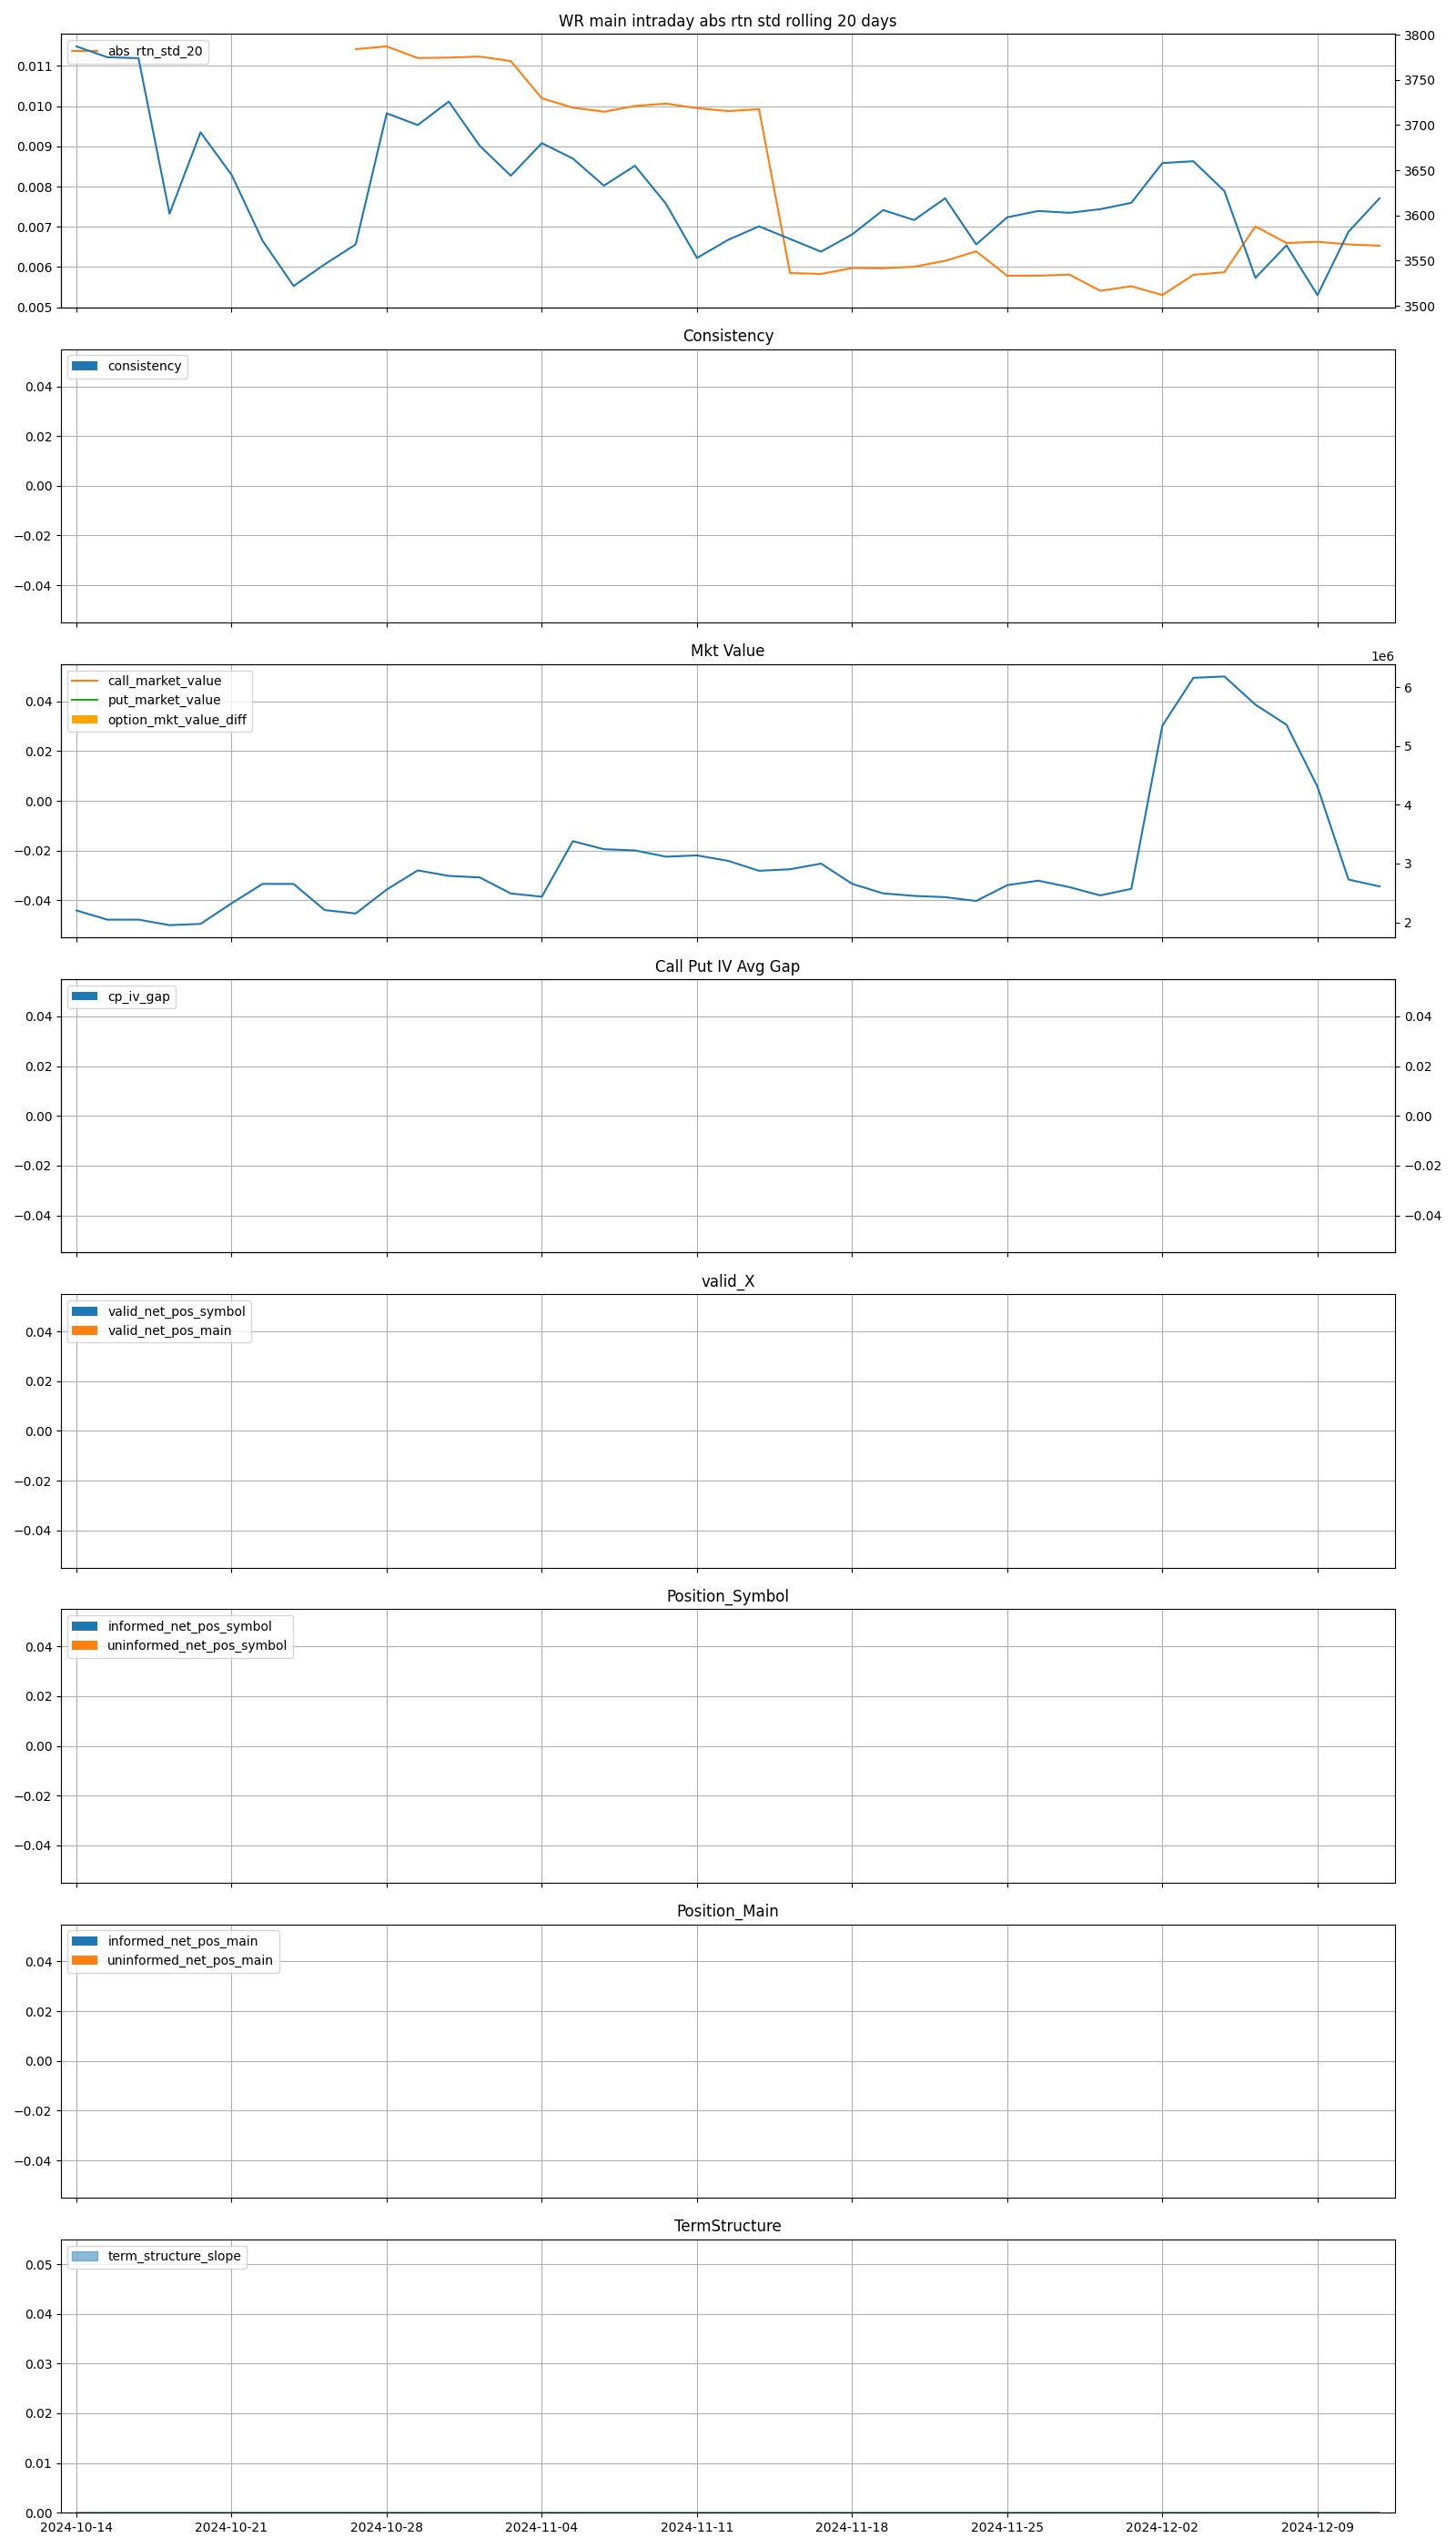 WR main intraday abs rtn std rolling 20 days
abs_rtn_std_20
0.011
0.010
0.009
0.008
0.007
0.006
0.005
3800
3750
3700
3650
3600
3550
3500
Consistency
consistency
0.04
0.02
0.00
−0.02
−0.04
Mkt Value
1e6
call_market_value
put_market_value
option_mkt_value_diff
0.04
0.02
0.00
−0.02
−0.04
6
5
4
3
2
Call Put IV Avg Gap
cp_iv_gap
0.04
0.02
0.00
−0.02
−0.04
0.04
0.02
0.00
−0.02
−0.04
valid_X
valid_net_pos_symbol
valid_net_pos_main
0.04
0.02
0.00
−0.02
−0.04
Position_Symbol
informed_net_pos_symbol
uninformed_net_pos_symbol
0.04
0.02
0.00
−0.02
−0.04
Position_Main
informed_net_pos_main
uninformed_net_pos_main
0.04
0.02
0.00
−0.02
−0.04
TermStructure
term_structure_slope
0.05
0.04
0.03
0.02
0.01
0.00
2024-10-14 2024-10-21 2024-10-28 2024-11-04 2024-11-11 2024-11-18 2024-11-25 2024-12-02 2024-12-09